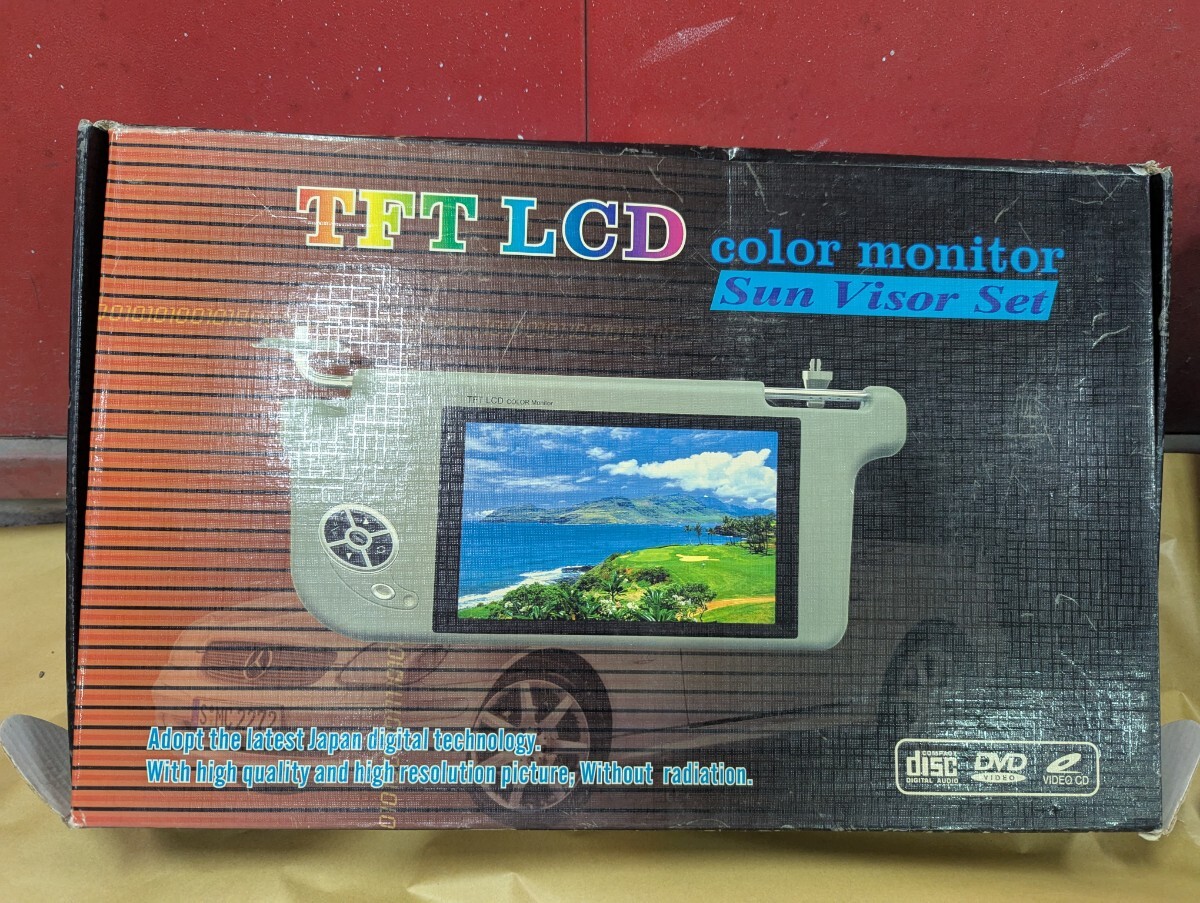 TFT LCD
color monitor
Sun Visor Set
TFT LCD COLOR Monitor
Adopt the latest Japan digital technology.
With high quality and high resolution picture; Without radiation.
COMPACT
disc
DIGITAL AUDIO
DVD
VIDEO
VIDEO CD